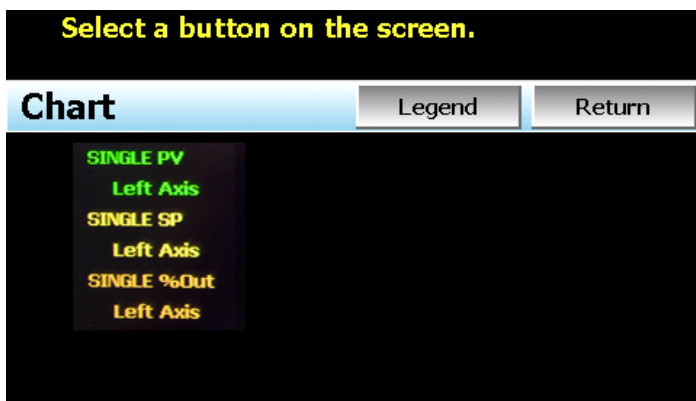 Select a button on the screen.
Chart
Legend
Return
SINGLE PV
Left Axis
SINGLE SP
Left Axis
SINGLE %Out
Left Axis